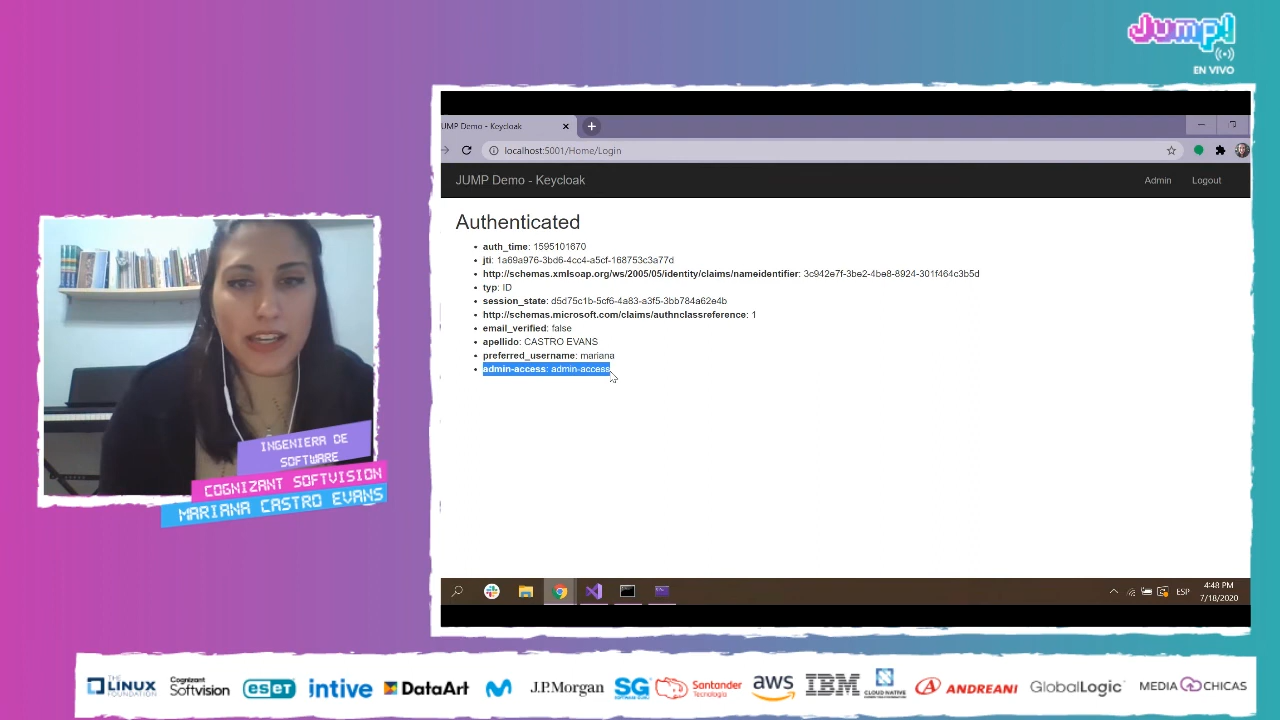 Jump!
EN VIVO
JUMP Demo - Keycloak
localhost:5001/Home/Login
JUMP Demo - Keycloak
Admin
Logout
Authenticated
auth_time: 1595101670
jti: 1a69a976-3bd6-4cc4-a5cf-168753c3a77d
http://schemas.xmlsoap.org/ws/2005/05/identity/claims/nameidentifier: 3c942e7f-3be2-4be8-8924-301f464c3b5d
typ: ID
session_state: d5d75c1b-5cf6-4a83-a3f5-3bb784a62e4b
http://schemas.microsoft.com/claims/authnclassreference: 1
email_verified: false
apellido: CASTRO EVANS
preferred_username: mariana
admin-access: admin-access
INGENIERA DE
SOFTWARE
COGNIZANT SOFTVISION
MARIANA CASTRO EVANS
ESP
4:48 PM
7/18/2020
THE
LINUX
FOUNDATION
Cognizant
Softvision
eseT
intive
DataArt
J.P.Morgan
SG
SOFTWARE GURU
Santander
Tecnología
aws
IBM
CLOUD NATIVE
COMPUTING FOUNDATION
ANDREANI
GlobalLogic
MEDIA CHICAS